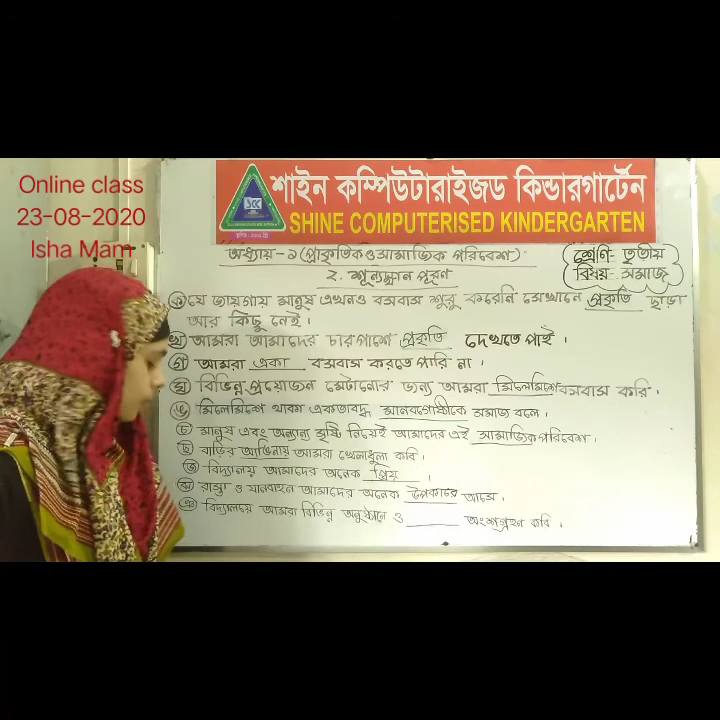 Online class
23-08-2020
Isha Mam
শাইন কম্পিউটারাইজড কিন্ডারগার্টেন
SHINE COMPUTERISED KINDERGARTEN
অধ্যায়-১ (প্রাকৃতিক ও সামাজিক পরিবেশ)
শ্রেণি- তৃতীয়
বিষয়- সমাজ
২. শূন্যস্থান পূরণ
ক যে জায়গায় মানুষ এখনও বসবাস শুরু করেনি সেখানে প্রকৃতি ছাড়া
আর কিছু নেই।
খ আমরা আমাদের চারপাশে প্রকৃতি দেখতে পাই।
গ আমরা একা বসবাস করতে পারি না।
ঘ বিভিন্ন প্রয়োজন মেটানোর জন্য আমরা মিলেমিশে বসবাস করি।
ঙ মিলেমিশে থাকা একতাবদ্ধ মানবগোষ্ঠীকে সমাজ বলে।
চ মানুষ এবং অন্যান্য সৃষ্টি নিয়েই আমাদের এই সামাজিক পরিবেশ।
ছ বাড়ির আঙিনায় আমরা খেলাধুলা করি।
জ বিদ্যালয় আমাদের অনেক প্রিয়।
ঝ রাস্তা ও যানবাহন আমাদের অনেক উপকারে আসে।
ঞ বিদ্যালয়ে আমরা বিভিন্ন অনুষ্ঠানে ও ______ অংশগ্রহণ করি।